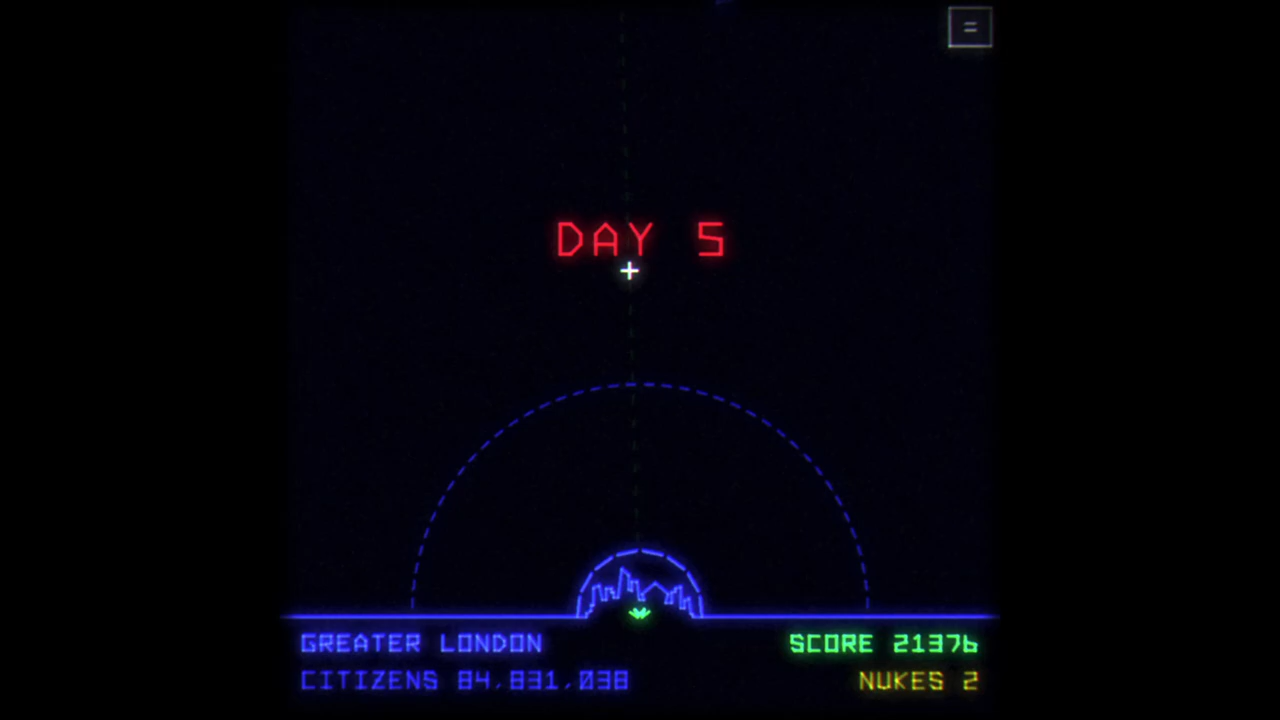 =
DAY 5
GREATER LONDON
SCORE 21376
CITIZENS 84,831,038
NUKES 2